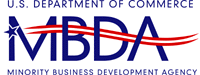 U.S. DEPARTMENT OF COMMERCE
MBDA
MINORITY BUSINESS DEVELOPMENT AGENCY